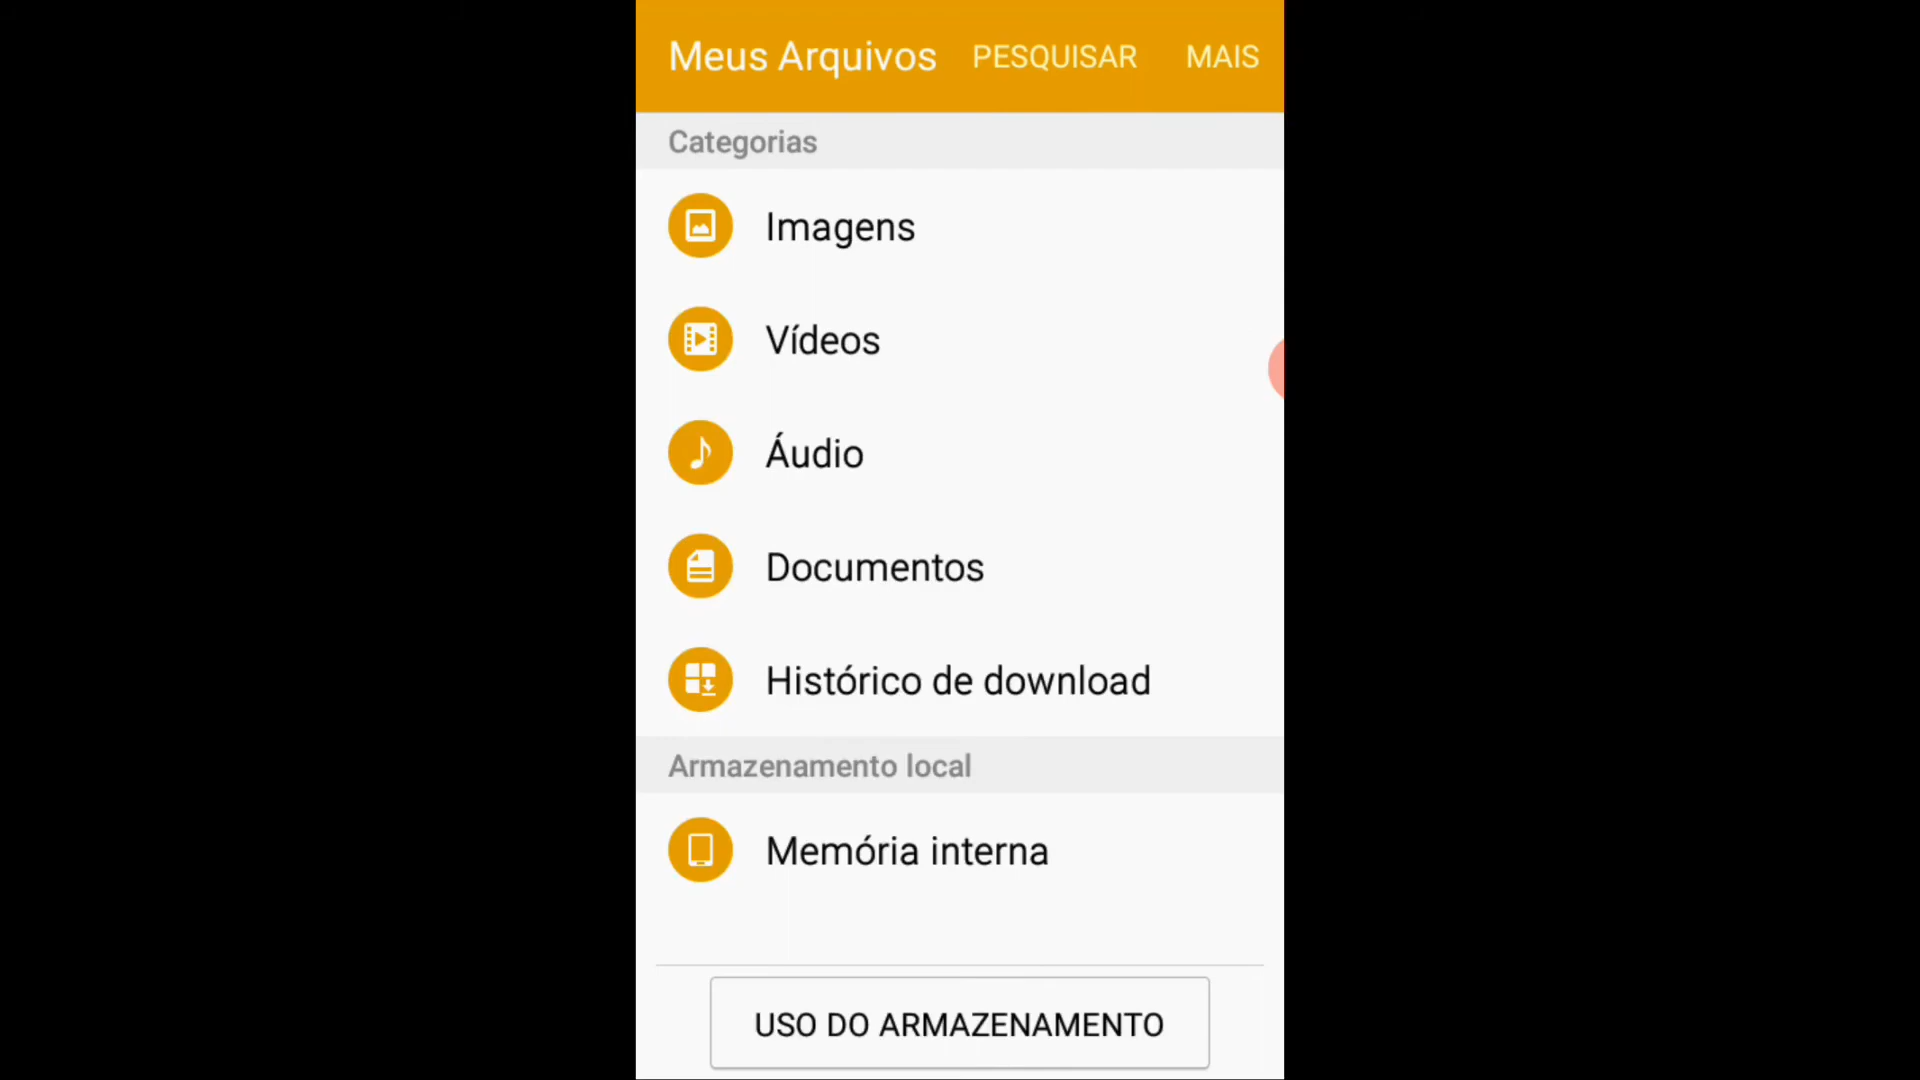 Meus Arquivos PESQUISAR MAIS
Categorias
Imagens
Vídeos
Áudio
Documentos
Histórico de download
Armazenamento local
Memória interna
USO DO ARMAZENAMENTO